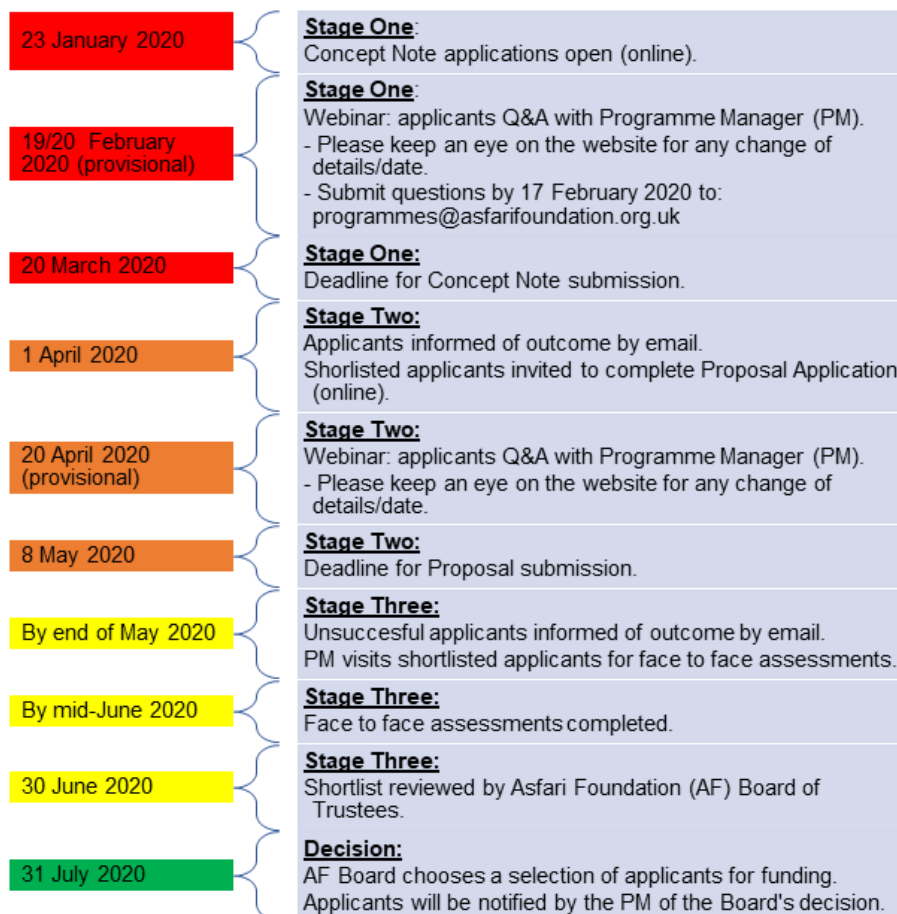 23 January 2020
Stage One:
Concept Note applications open (online).
19/20 February
2020 (provisional)
Stage One:
Webinar: applicants Q&A with Programme Manager (PM).
- Please keep an eye on the website for any change of
details/date.
- Submit questions by 17 February 2020 to:
programmes@asfarifoundation.org.uk
20 March 2020
Stage One:
Deadline for Concept Note submission.
1 April 2020
Stage Two:
Applicants informed of outcome by email.
Shorlisted applicants invited to complete Proposal Application
(online).
20 April 2020
(provisional)
Stage Two:
Webinar: applicants Q&A with Programme Manager (PM).
- Please keep an eye on the website for any change of
details/date.
8 May 2020
Stage Two:
Deadline for Proposal submission.
By end of May 2020
Stage Three:
Unsuccesful applicants informed of outcome by email.
PM visits shortlisted applicants for face to face assessments.
By mid-June 2020
Stage Three:
Face to face assessments completed.
30 June 2020
Stage Three:
Shortlist reviewed by Asfari Foundation (AF) Board of
Trustees.
31 July 2020
Decision:
AF Board chooses a selection of applicants for funding.
Applicants will be notified by the PM of the Board's decision.